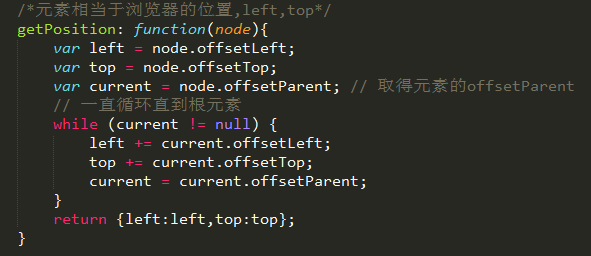 /*元素相当于浏览器的位置,left,top*/
getPosition: function(node){
var left = node.offsetLeft;
var top = node.offsetTop;
var current = node.offsetParent; // 取得元素的offsetParent
// 一直循环直到根元素
while (current != null) {
left += current.offsetLeft;
top += current.offsetTop;
current = current.offsetParent;
}
return {left:left,top:top};
}